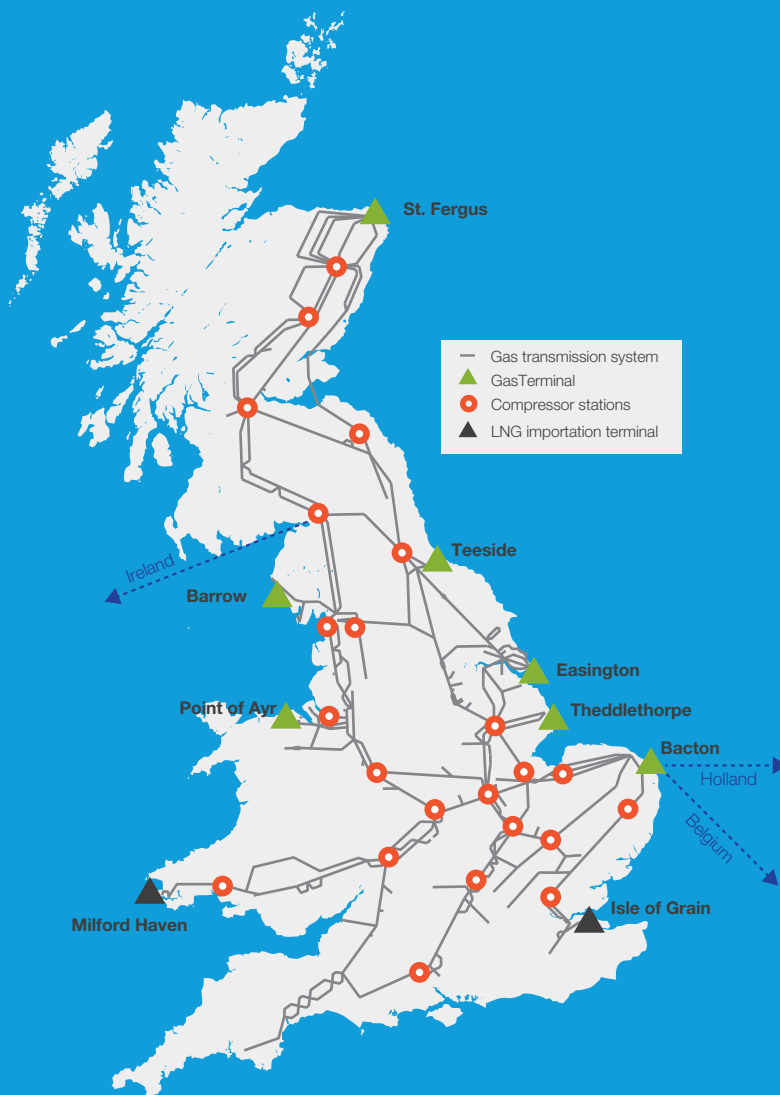 St. Fergus
Gas transmission system
GasTerminal
Compressor stations
LNG importation terminal
Teeside
Ireland
Barrow
Easington
Point of Ayr
Theddlethorpe
Bacton
Holland
Belgium
Isle of Grain
Milford Haven